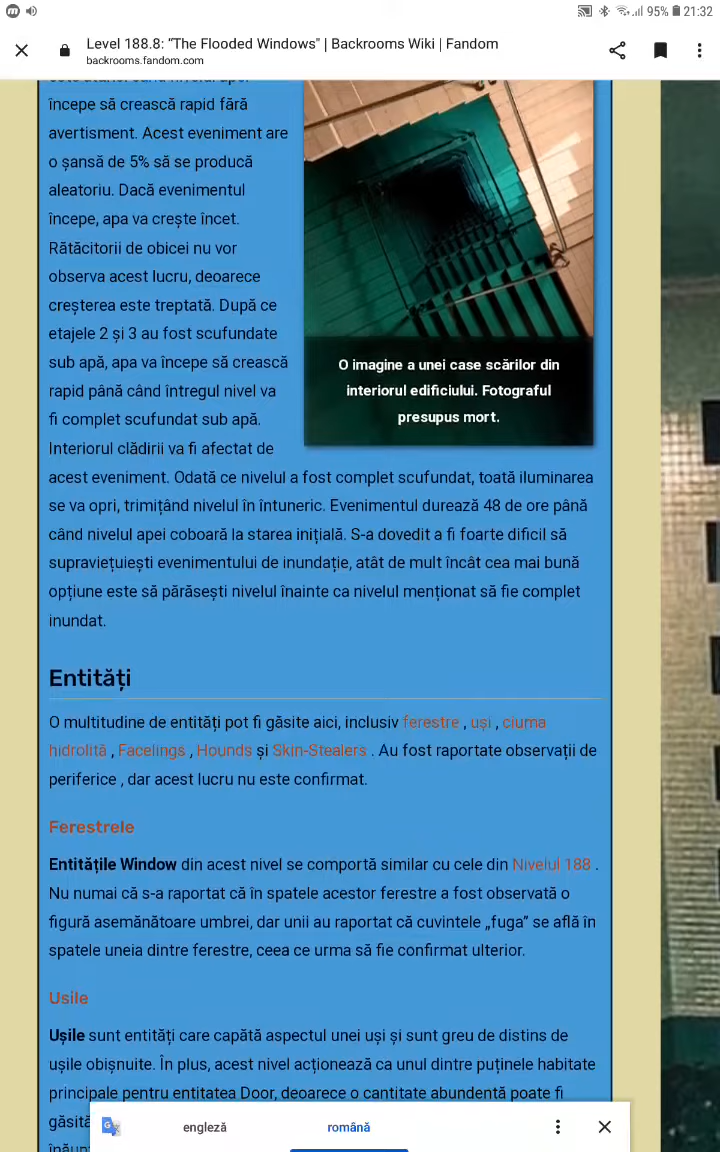 95% 21:32
Level 188.8: "The Flooded Windows" | Backrooms Wiki | Fandom
backrooms.fandom.com
începe să crească rapid fără
avertisment. Acest eveniment are
o șansă de 5% să se producă
aleatoriu. Dacă evenimentul
începe, apa va crește încet.
Rătăcitorii de obicei nu vor
observa acest lucru, deoarece
creșterea este treptată. După ce
etajele 2 și 3 au fost scufundate
sub apă, apa va începe să crească
rapid până când întregul nivel va
fi complet scufundat sub apă.
Interiorul clădirii va fi afectat de
acest eveniment. Odată ce nivelul a fost complet scufundat, toată iluminarea
se va opri, trimițând nivelul în întuneric. Evenimentul durează 48 de ore până
când nivelul apei coboară la starea inițială. S-a dovedit a fi foarte dificil să
supraviețuiești evenimentului de inundație, atât de mult încât cea mai bună
opțiune este să părăsești nivelul înainte ca nivelul menționat să fie complet
inundat.
O imagine a unei case scărilor din
interiorul edificiului. Fotograful
presupus mort.
Entități
O multitudine de entități pot fi găsite aici, inclusiv ferestre , uși , ciuma
hidrolită , Facelings , Hounds și Skin-Stealers . Au fost raportate observații de
periferice , dar acest lucru nu este confirmat.
Ferestrele
Entitățile Window din acest nivel se comportă similar cu cele din Nivelul 188 .
Nu numai că s-a raportat că în spatele acestor ferestre a fost observată o
figură asemănătoare umbrei, dar unii au raportat că cuvintele „fuga” se află în
spatele uneia dintre ferestre, ceea ce urma să fie confirmat ulterior.
Usile
Ușile sunt entități care capătă aspectul unei uși și sunt greu de distins de
ușile obișnuite. În plus, acest nivel acționează ca unul dintre puținele habitate
principale pentru entitatea Door, deoarece o cantitate abundentă poate fi
găsită
engleză română